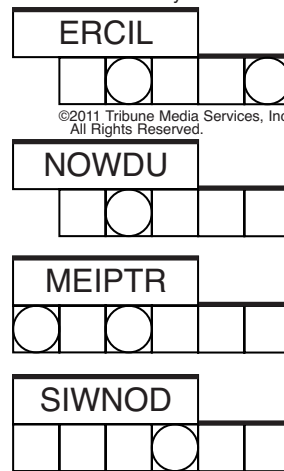 ERCIL
©2011 Tribune Media Services, Inc
All Rights Reserved.
NOWDU
MEIPTR
SIWNOD